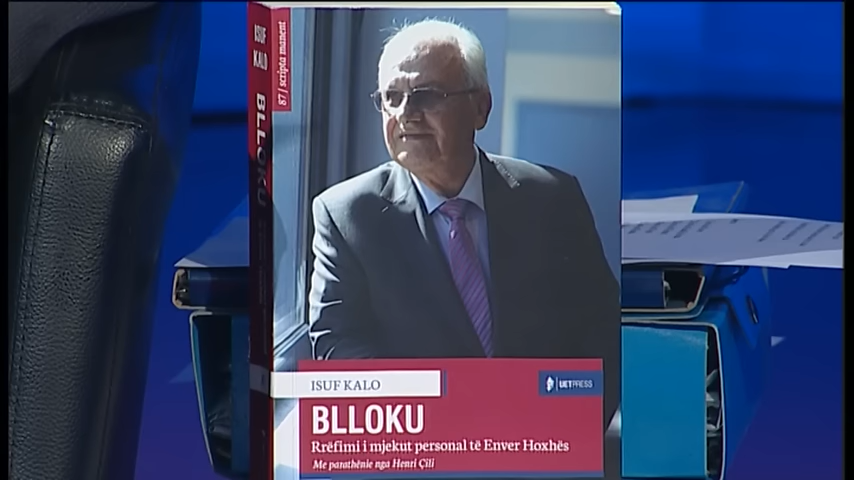 ISUF
KALO
BLLOKU
87 / scripta manent
ISUF KALO
UETPRESS
BLLOKU
Rrëfimi i mjekut personal të Enver Hoxhës
Me parathënie nga Henri Çili